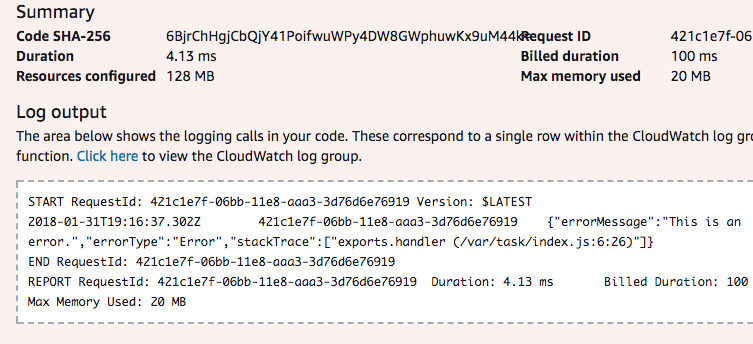 Summary
Code SHA-256 6BjrChHgjCbQjY41PoifwuWPy4DW8GWphuwKx9uM44k= Request ID 421c1e7f-06
Duration 4.13 ms Billed duration 100 ms
Resources configured 128 MB Max memory used 20 MB
Log output
The area below shows the logging calls in your code. These correspond to a single row within the CloudWatch log gro
function. Click here to view the CloudWatch log group.
START RequestId: 421c1e7f-06bb-11e8-aaa3-3d76d6e76919 Version: $LATEST
2018-01-31T19:16:37.302Z 421c1e7f-06bb-11e8-aaa3-3d76d6e76919 {"errorMessage":"This is an
error.","errorType":"Error","stackTrace":["exports.handler (/var/task/index.js:6:26)"]}
END RequestId: 421c1e7f-06bb-11e8-aaa3-3d76d6e76919
REPORT RequestId: 421c1e7f-06bb-11e8-aaa3-3d76d6e76919 Duration: 4.13 ms Billed Duration: 100
Max Memory Used: 20 MB